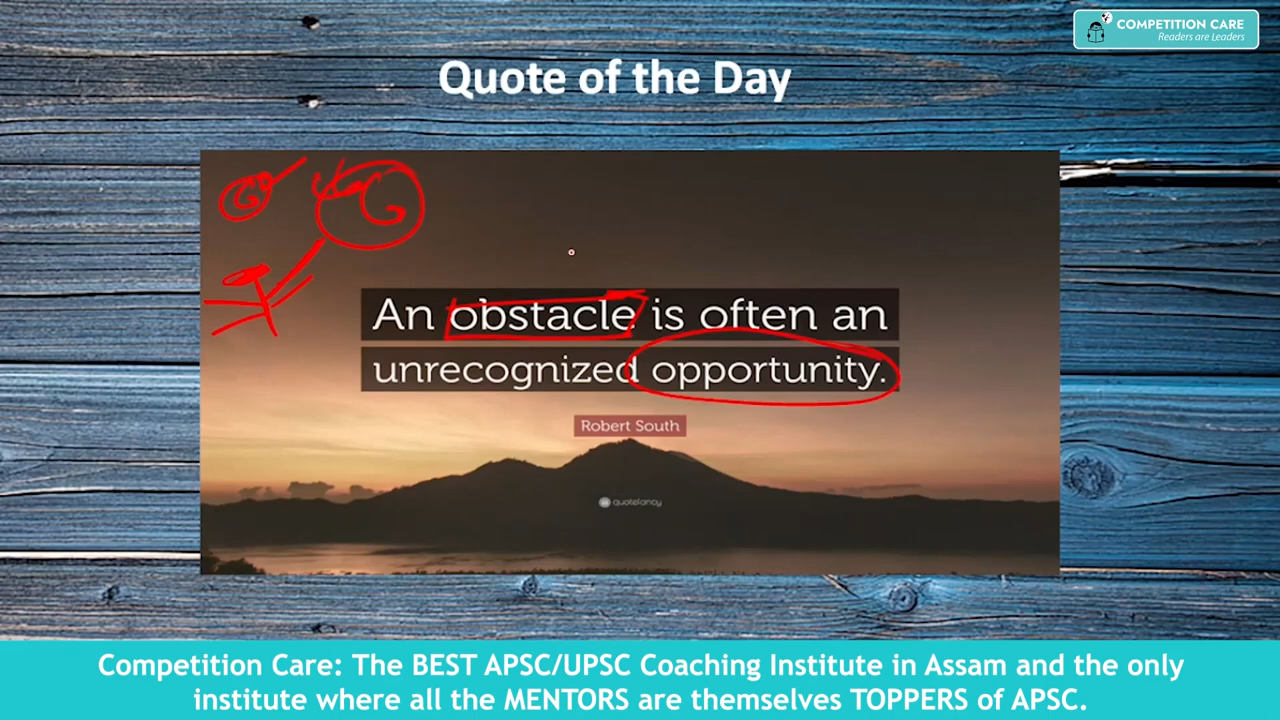 COMPETITION CARE
Readers are Leaders
Quote of the Day
G
G
An obstacle is often an
unrecognized opportunity.
Robert South
quotefancy
Competition Care: The BEST APSC/UPSC Coaching Institute in Assam and the only
institute where all the MENTORS are themselves TOPPERS of APSC.